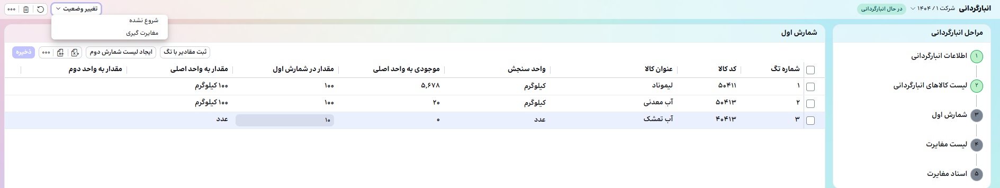 انبارگردانی شرکت ۱ / ۱۴۰۴ در حال انبارگردانی تغییر وضعیت
شروع نشده
مغایرت گیری
مراحل انبارگردانی
۱ اطلاعات انبارگردانی
۲ لیست کالاهای انبارگردانی
۳ شمارش اول
۴ لیست مغایرت
۵ اسناد مغایرت
شمارش اول
ثبت مقادیر با تگ ایجاد لیست شمارش دوم ذخیره
شماره تگ کد کالا عنوان کالا واحد سنجش موجودی به واحد اصلی مقدار در شمارش اول مقدار به واحد اصلی مقدار به واحد دوم
۱ ۵۰۴۱۱ لیموناد کیلوگرم ۵,۶۷۸ ۱۰۰ ۱۰۰ کیلوگرم
۲ ۵۰۴۱۳ آب معدنی کیلوگرم ۲۰ ۱۰۰ ۱۰۰ کیلوگرم
۳ ۴۰۴۱۳ آب تمشک عدد ۰ ۱۰ عدد